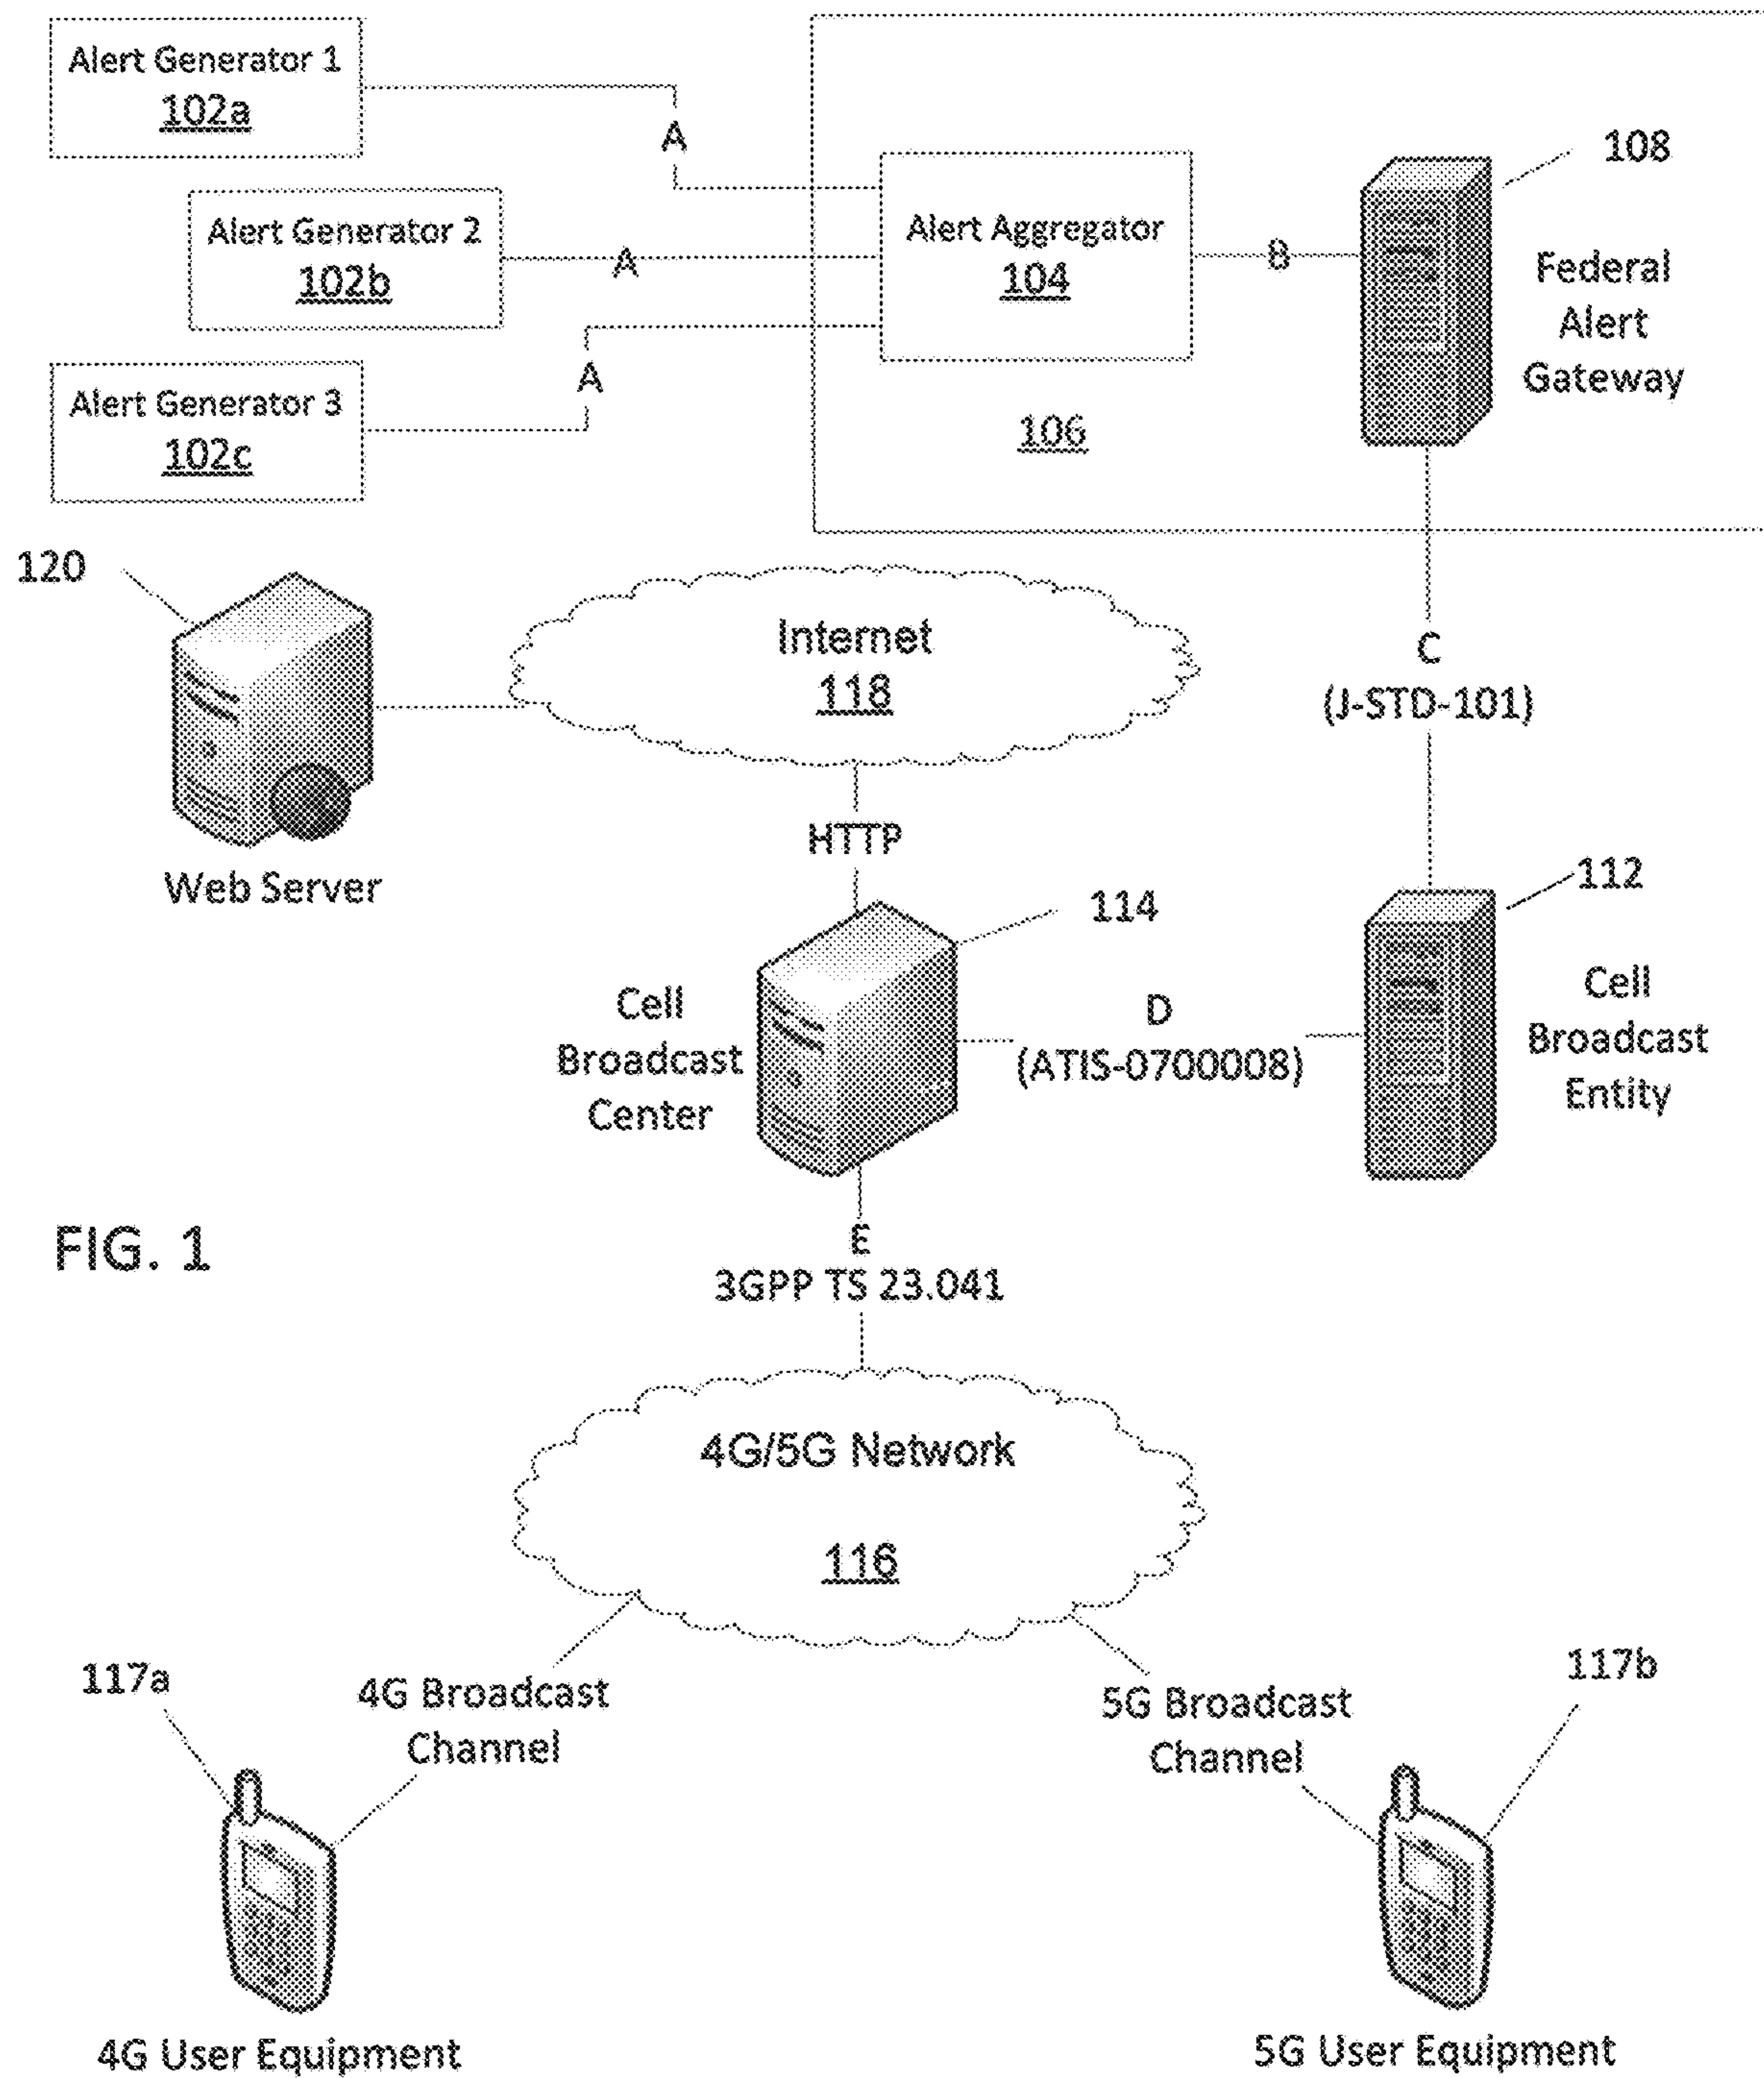 Alert Generator 1
102a
A
108
Alert Generator 2
102b
A
Alert Aggregator
104
B
Federal
Alert
Gateway
Alert Generator 3
102c
A
106
120
Internet
118
C
(J-STD-101)
HTTP
Web Server
112
114
Cell
Broadcast
Center
D
(ATIS-0700008)
Cell
Broadcast
Entity
FIG. 1
E
3GPP TS 23.041
4G/5G Network
116
117a
4G Broadcast
Channel
5G Broadcast
Channel
117b
4G User Equipment
5G User Equipment